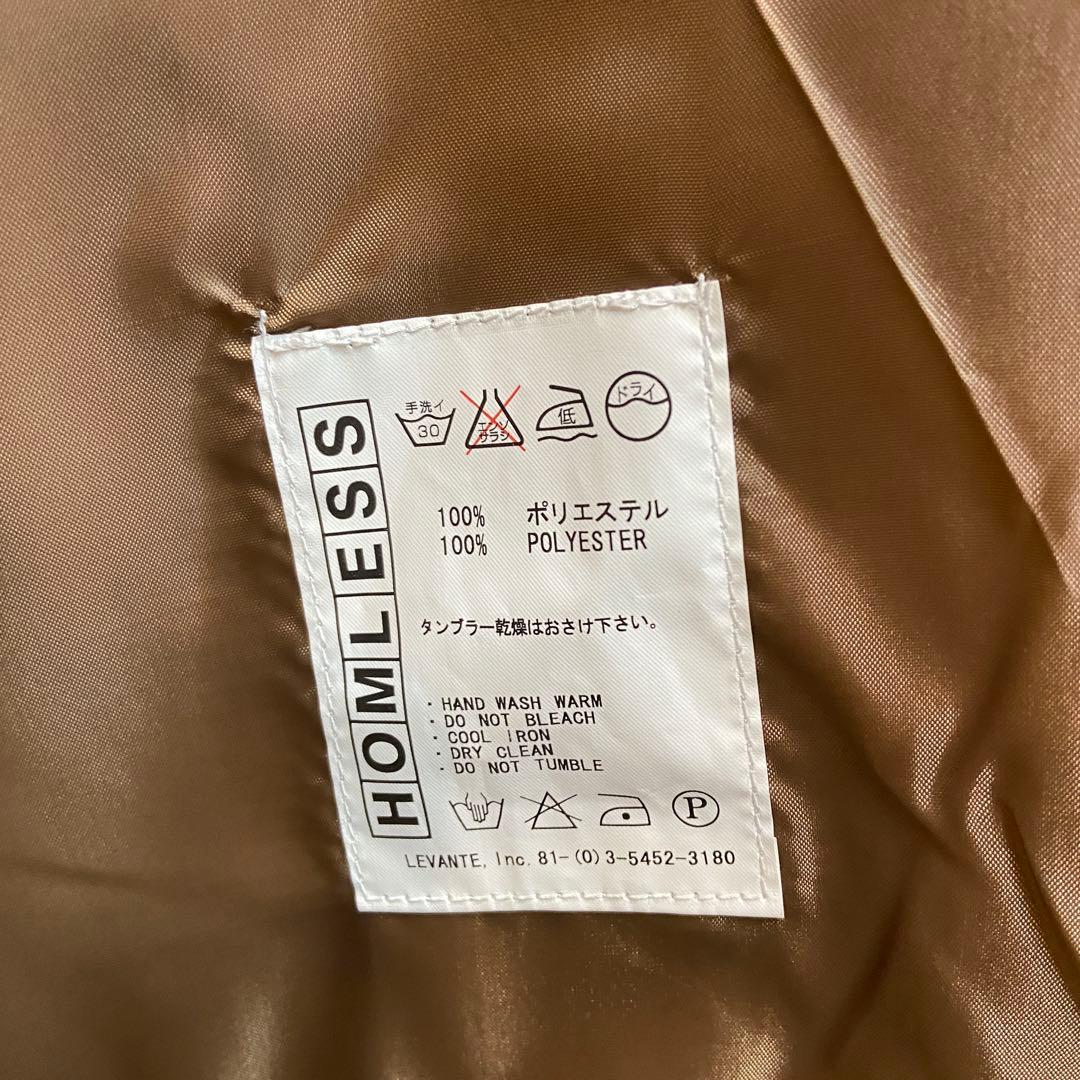 HOMLESS
手洗イ
30
エンソ
サラシ
低
ドライ
100% ポリエステル
100% POLYESTER
タンブラー乾燥はおさけ下さい。
・HAND WASH WARM
・DO NOT BLEACH
・COOL IRON
・DRY CLEAN
・DO NOT TUMBLE
P
LEVANTE, Inc. 81-(0)3-5452-3180